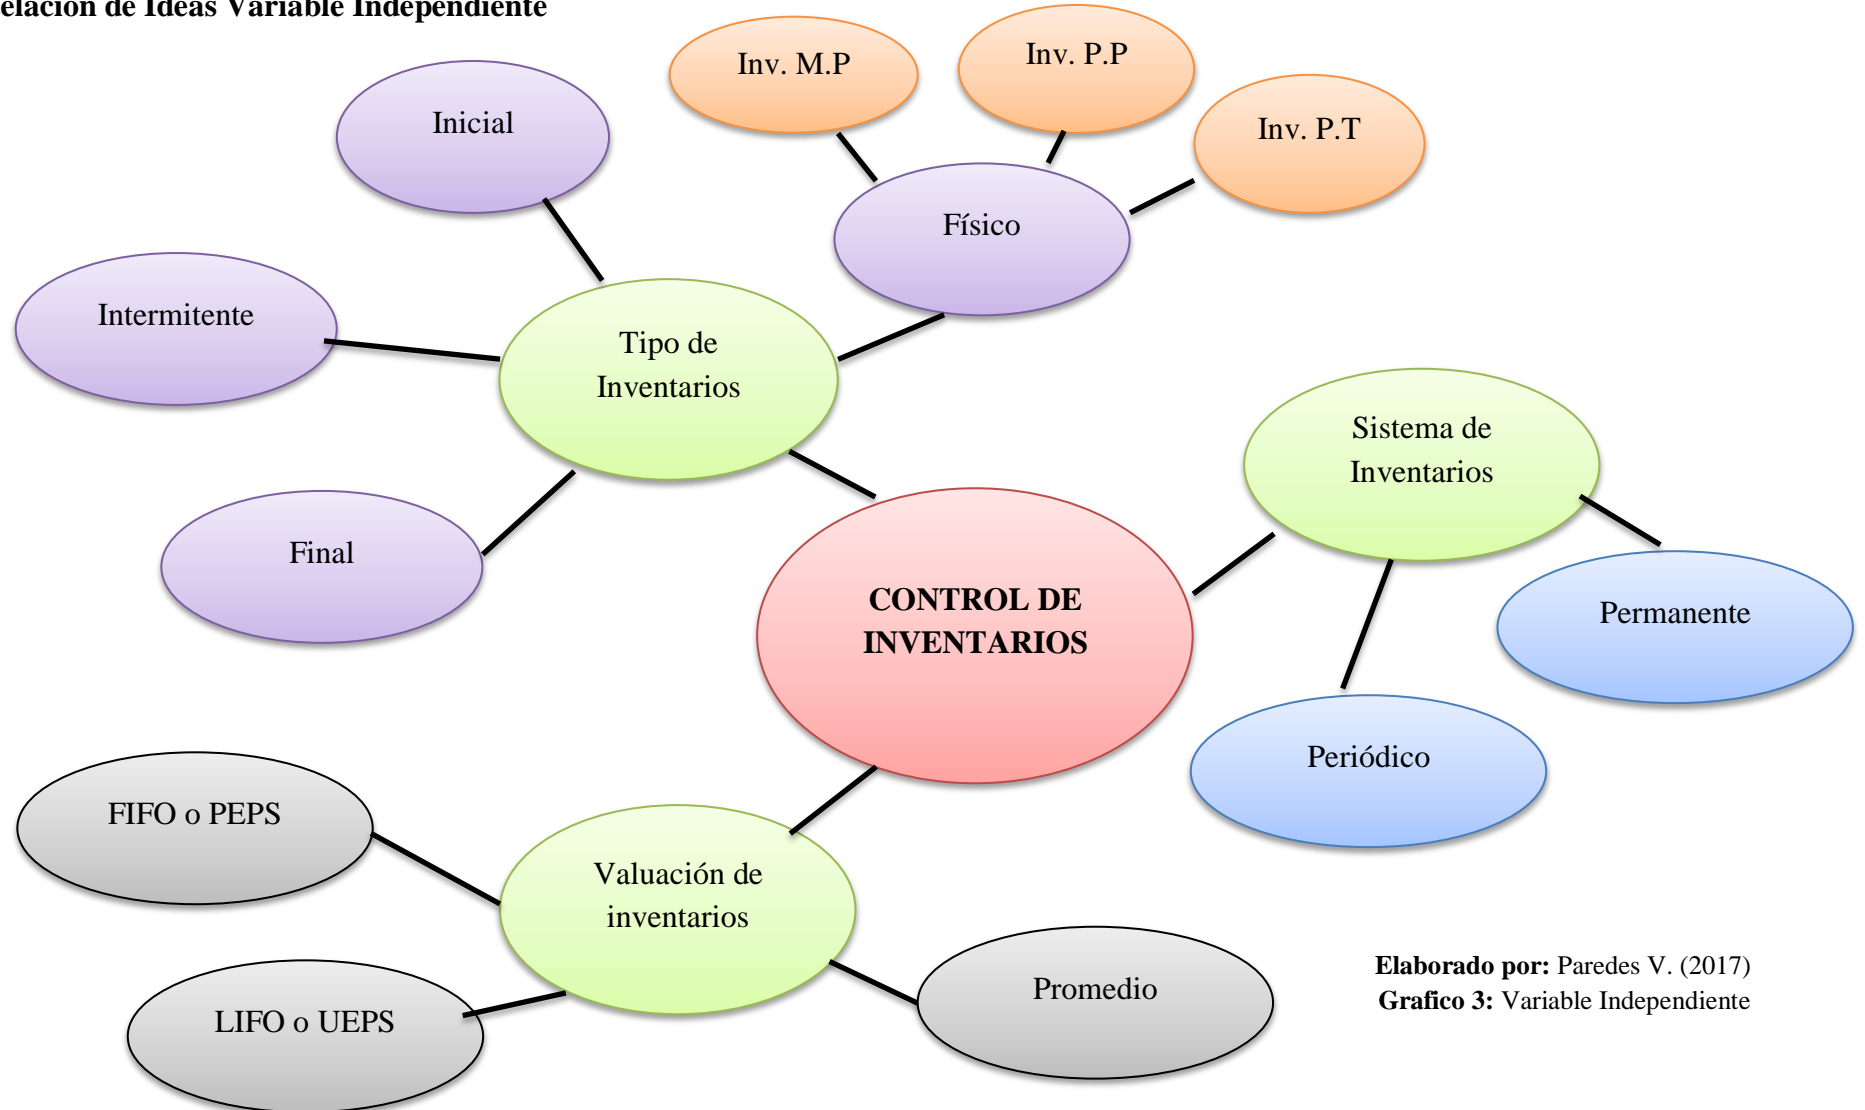 elación de Ideas Variable Independiente
Inv. M.P
Inv. P.P
Inv. P.T
Inicial
Físico
Intermitente
Tipo de
Inventarios
Final
Sistema de
Inventarios
Permanente
Periódico
CONTROL DE
INVENTARIOS
FIFO o PEPS
Valuación de
inventarios
LIFO o UEPS
Promedio
Elaborado por: Paredes V. (2017)
Grafico 3: Variable Independiente